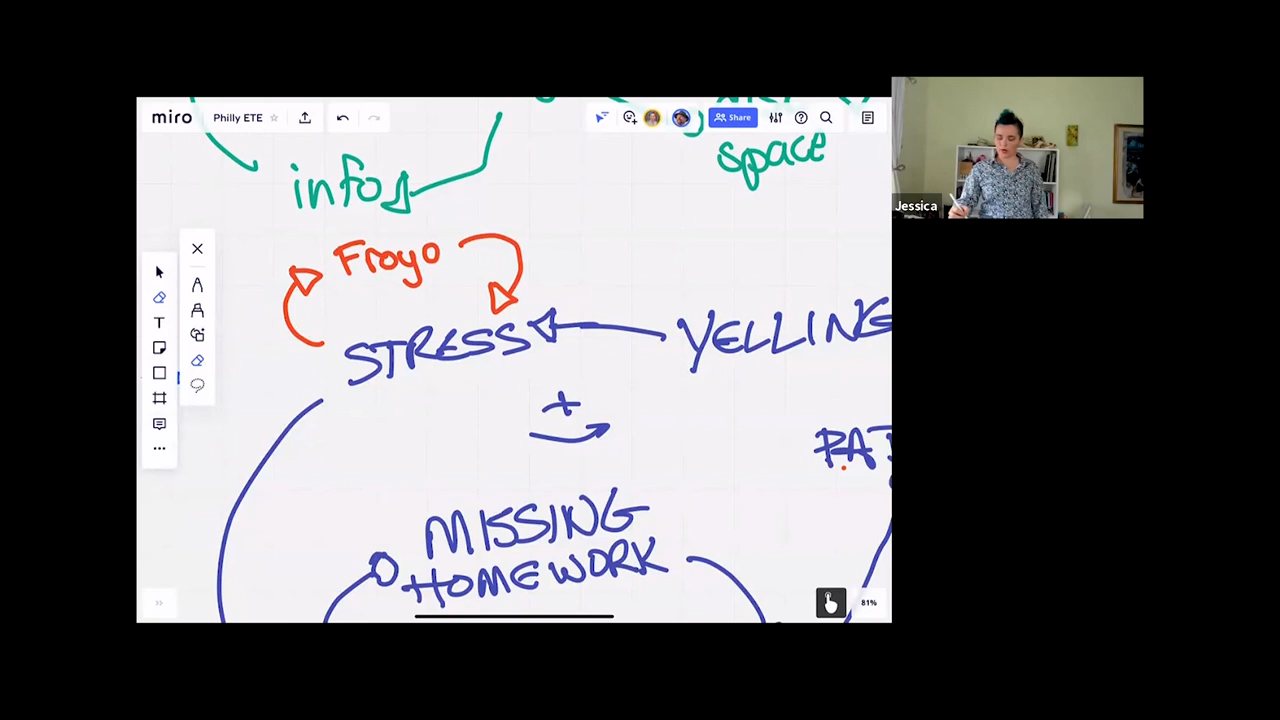 miro Philly ETE Share
space
info
Jessica
Froyo
STRESS YELLING
+
MISSING
HOMEWORK
81%